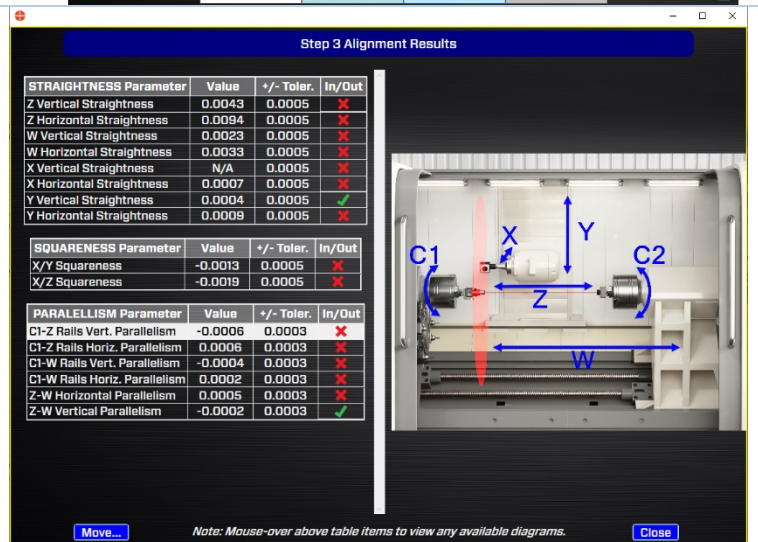 Step 3 Alignment Results
STRAIGHTNESS Parameter Value +/- Toler. In/Out
Z Vertical Straightness 0.0043 0.0005
Z Horizontal Straightness 0.0094 0.0005
W Vertical Straightness 0.0023 0.0005
W Horizontal Straightness 0.0033 0.0005
X Vertical Straightness N/A 0.0005
X Horizontal Straightness 0.0007 0.0005
Y Vertical Straightness 0.0004 0.0005
Y Horizontal Straightness 0.0009 0.0005
SQUARENESS Parameter Value +/- Toler. In/Out
X/Y Squareness -0.0013 0.0005
X/Z Squareness -0.0019 0.0005
PARALELLISM Parameter Value +/- Toler. In/Out
C1-Z Rails Vert. Parallelism -0.0006 0.0003
C1-Z Rails Horiz. Parallelism 0.0006 0.0003
C1-W Rails Vert. Parallelism -0.0004 0.0003
C1-W Rails Horiz. Parallelism 0.0002 0.0003
Z-W Horizontal Parallelism 0.0005 0.0003
Z-W Vertical Parallelism -0.0002 0.0003
X
Y
C1
C2
Z
W
Move...
Note: Mouse-over above table items to view any available diagrams.
Close